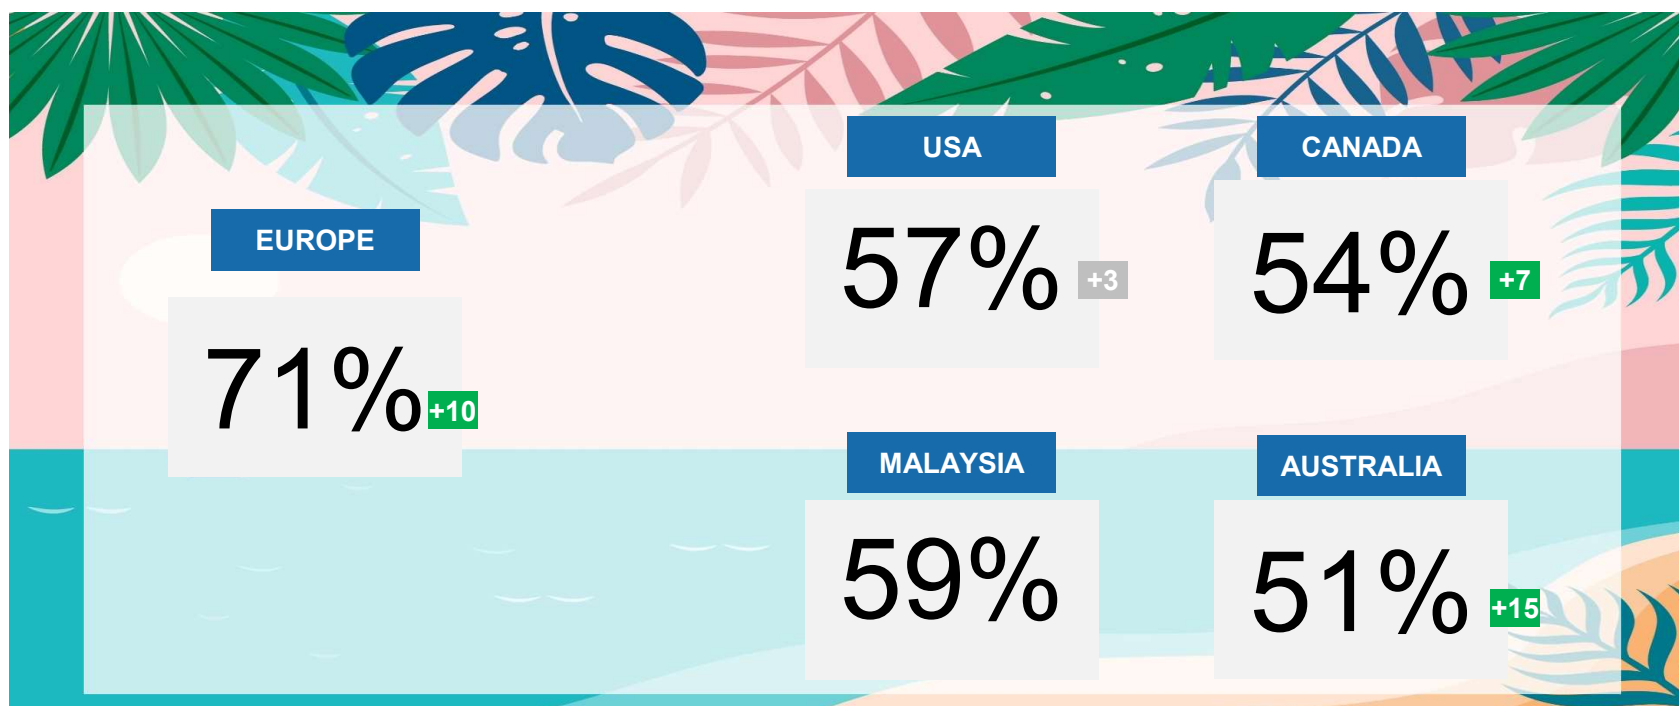 EUROPE
71%
+10
USA
57%
+3
CANADA
54%
+7
MALAYSIA
59%
AUSTRALIA
51%
+15